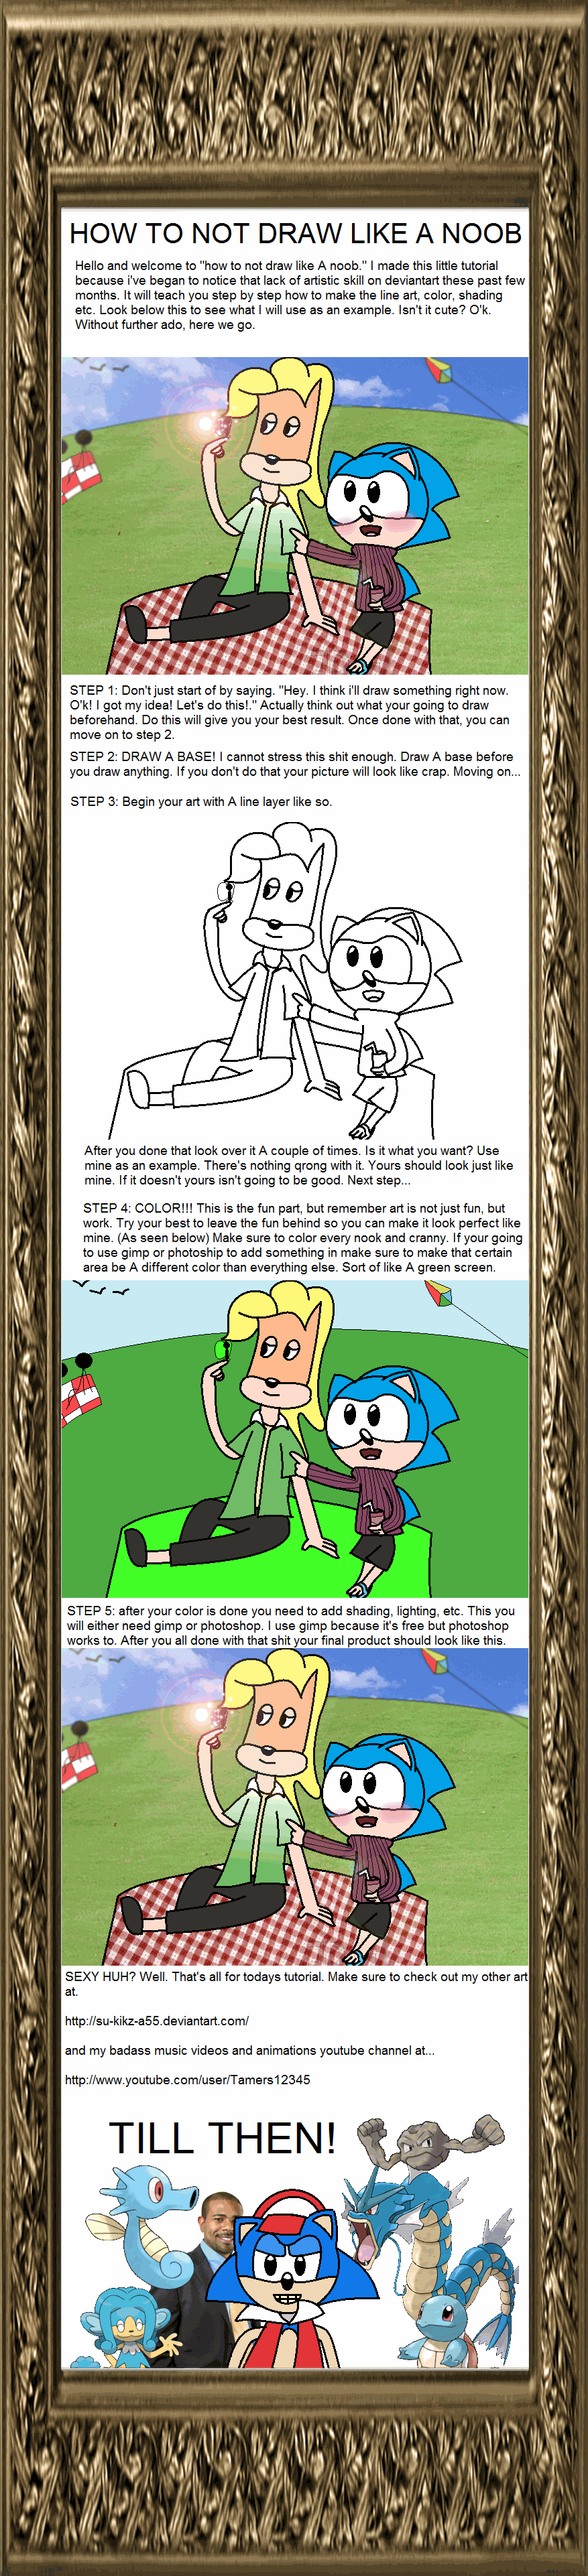 HOW TO NOT DRAW LIKE A NOOB
Hello and welcome to "how to not draw like A noob." I made this little tutorial
because i've began to notice that lack of artistic skill on deviantart these past few
months. It will teach you step by step how to make the line art, color, shading
etc. Look below this to see what I will use as an example. Isn't it cute? O'k.
Without further ado, here we go.
STEP 1: Don't just start of by saying. "Hey. I think i'll draw something right now.
O'k! I got my idea! Let's do this!." Actually think out what your going to draw
beforehand. Do this will give you your best result. Once done with that, you can
move on to step 2.
STEP 2: DRAW A BASE! I cannot stress this shit enough. Draw A base before
you draw anything. If you don't do that your picture will look like crap. Moving on...
STEP 3: Begin your art with A line layer like so.
After you done that look over it A couple of times. Is it what you want? Use
mine as an example. There's nothing qrong with it. Yours should look just like
mine. If it doesn't yours isn't going to be good. Next step...
STEP 4: COLOR!!! This is the fun part, but remember art is not just fun, but
work. Try your best to leave the fun behind so you can make it look perfect like
mine. (As seen below) Make sure to color every nook and cranny. If your going
to use gimp or photoship to add something in make sure to make that certain
area be A different color than everything else. Sort of like A green screen.
STEP 5: after your color is done you need to add shading, lighting, etc. This you
will either need gimp or photoshop. I use gimp because it's free but photoshop
works to. After you all done with that shit your final product should look like this.
SEXY HUH? Well. That's all for todays tutorial. Make sure to check out my other art
at.
http://su-kikz-a55.deviantart.com/
and my badass music videos and animations youtube channel at...
http://www.youtube.com/user/Tamers12345
TILL THEN!